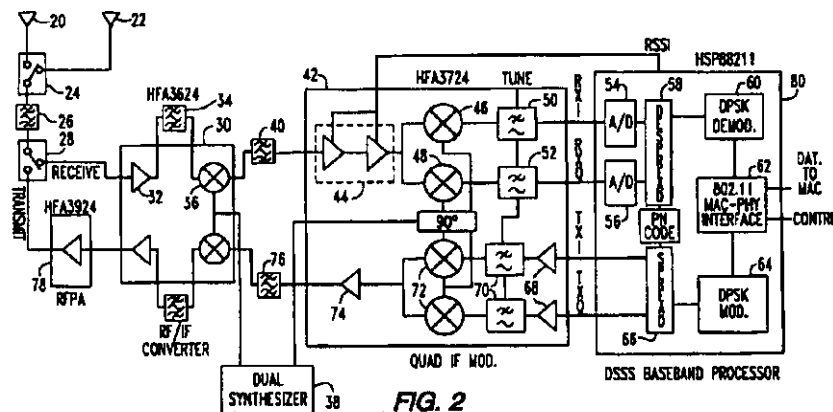 20
22
24
26
28
RECEIVE
TRANSMIT
HFA3624
34
30
32
36
40
HFA3924
78
RFPA
RF/IF
CONVERTER
76
DUAL
SYNTHESIZER
38
42
HFA3724
TUNE
44
46
48
50
52
90°
74
72
70
68
QUAD IF MOD.
RXI
RXQ
TXI
TXQ
RSSI
HSP88211
54
A/D
A/D
56
58
DESPREAD
PN
CODE
SPREAD
66
60
DPSK
DEMOD.
62
802.11
MAC-PHY
INTERFACE
64
DPSK
MOD.
80
DAT. TO
MAC
CONTRL
DSSS BASEBAND PROCESSOR
FIG. 2